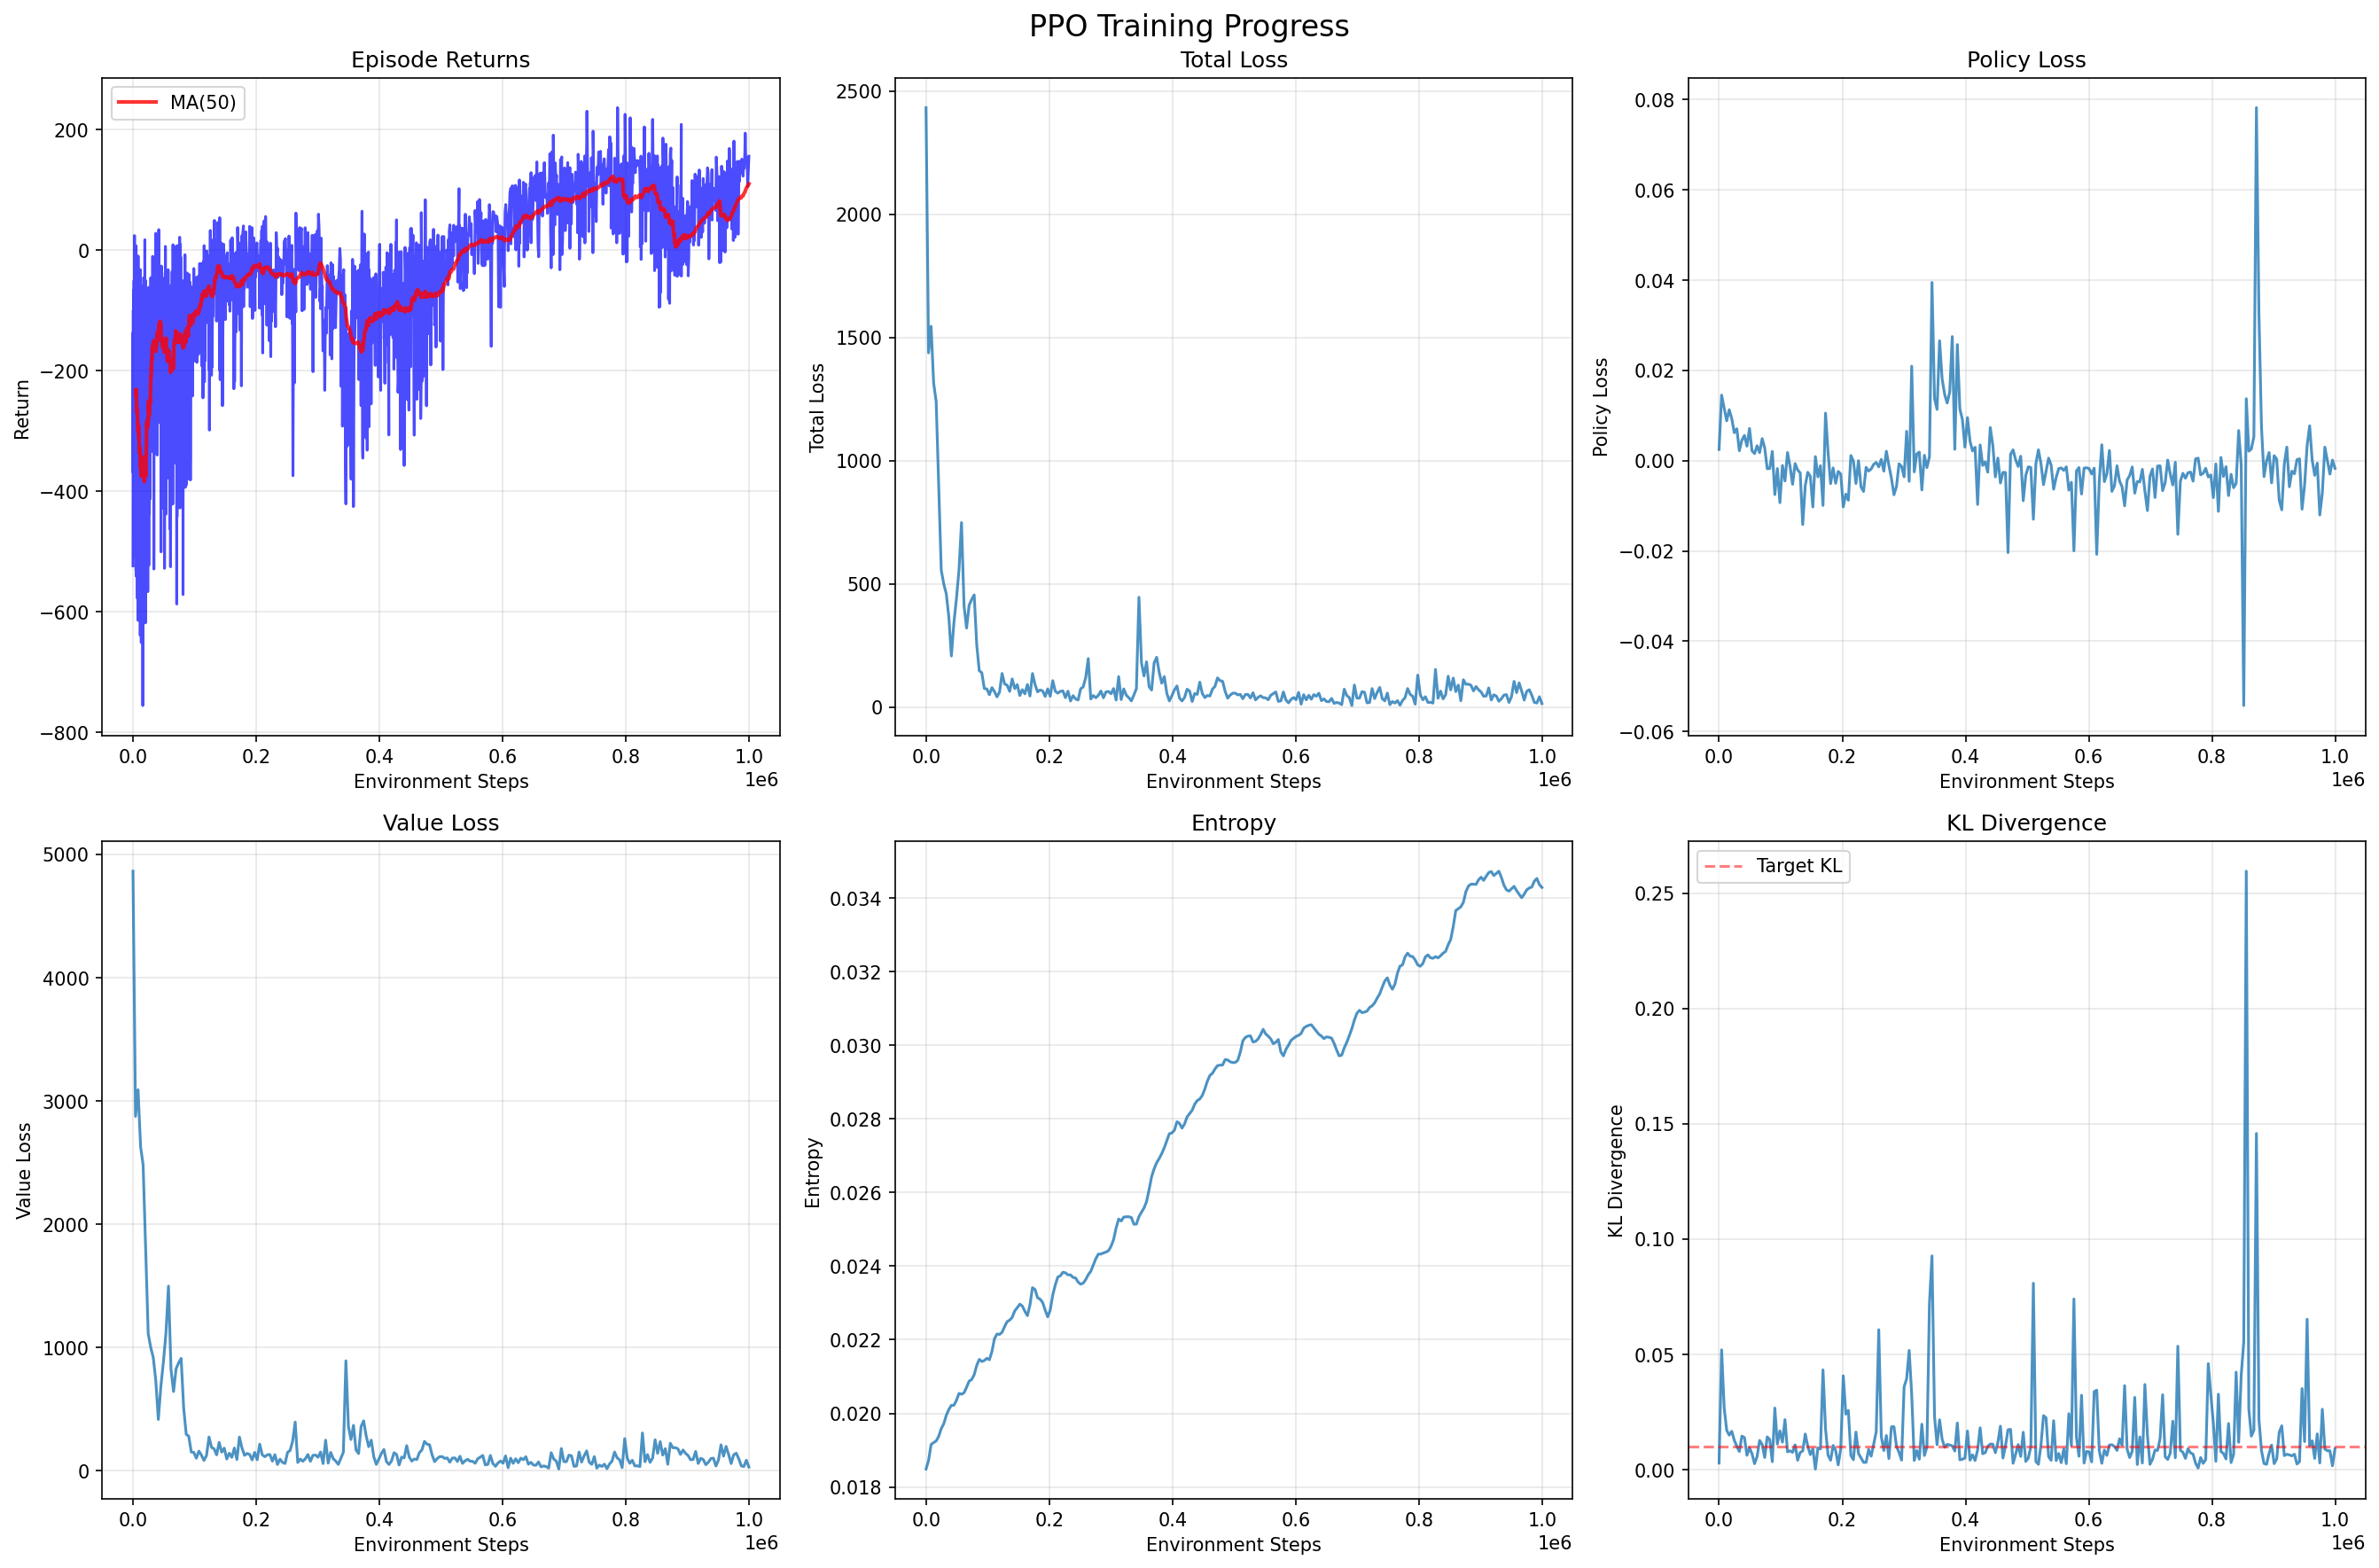 PPO Training Progress
Episode Returns
MA(50)
Return
200
0
−200
−400
−600
−800
0.0 0.2 0.4 0.6 0.8 1.0
1e6
Environment Steps
Total Loss
Total Loss
2500
2000
1500
1000
500
0
0.0 0.2 0.4 0.6 0.8 1.0
1e6
Environment Steps
Policy Loss
Policy Loss
0.08
0.06
0.04
0.02
0.00
−0.02
−0.04
−0.06
0.0 0.2 0.4 0.6 0.8 1.0
1e6
Environment Steps
Value Loss
Value Loss
5000
4000
3000
2000
1000
0
0.0 0.2 0.4 0.6 0.8 1.0
1e6
Environment Steps
Entropy
Entropy
0.034
0.032
0.030
0.028
0.026
0.024
0.022
0.020
0.018
0.0 0.2 0.4 0.6 0.8 1.0
1e6
Environment Steps
KL Divergence
Target KL
KL Divergence
0.25
0.20
0.15
0.10
0.05
0.00
0.0 0.2 0.4 0.6 0.8 1.0
1e6
Environment Steps